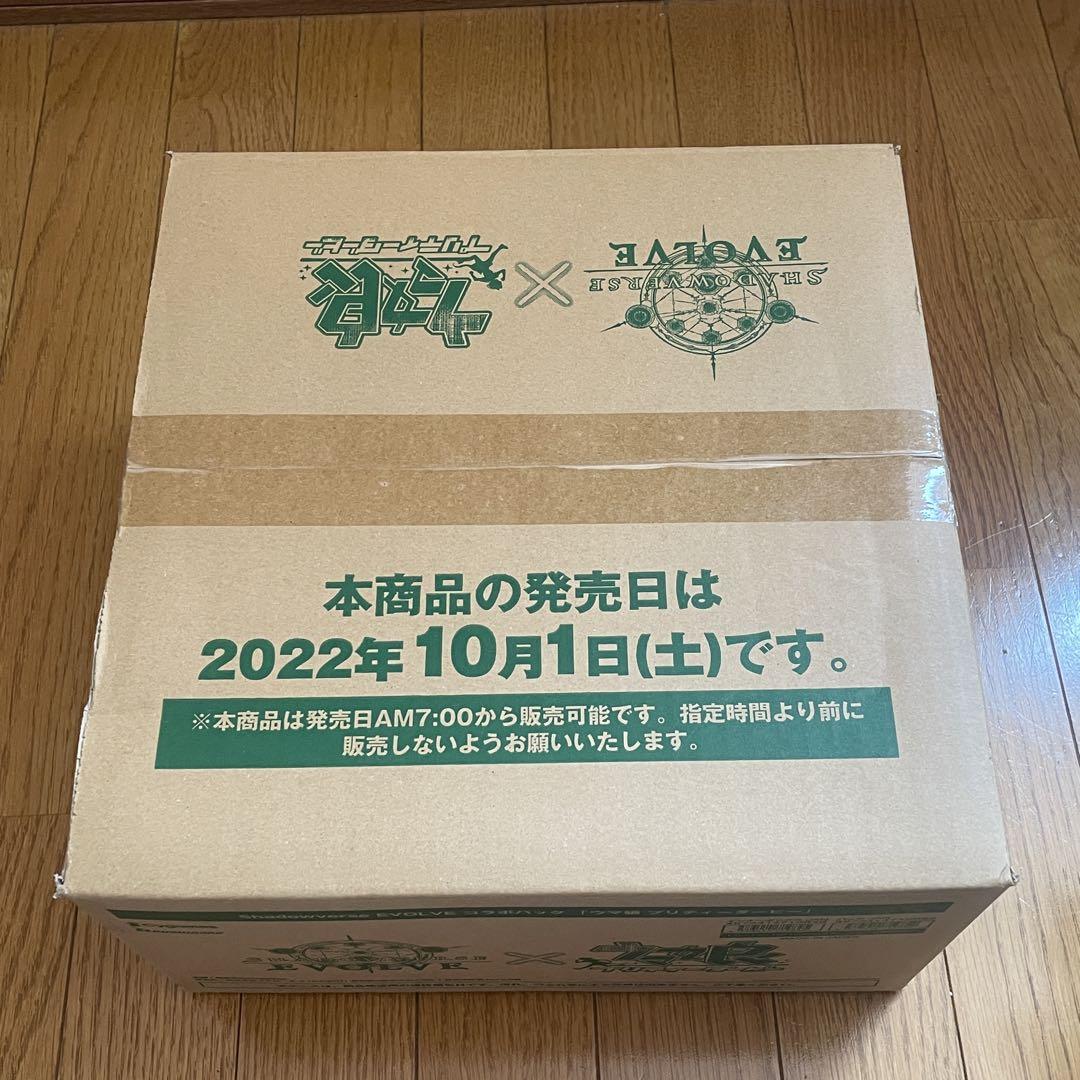 SHADOWVERSE
EVOLVE
×
ウマ娘
プリティーダービー
本商品の発売日は
2022年10月1日(土)です。
※本商品は発売日AM7:00から販売可能です。指定時間より前に
販売しないようお願いいたします。
Shadowverse EVOLVE コラボパック 「ウマ娘 プリティーダービー」
EVOLVE
×